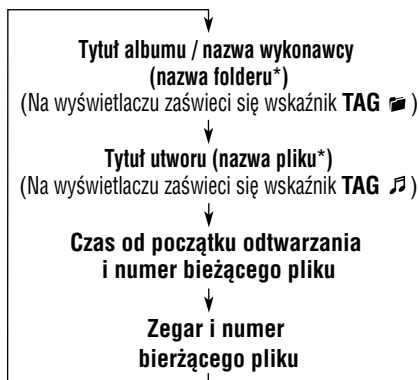 Tytuł albumu / nazwa wykonawcy
(nazwa folderu*)
(Na wyświetlaczu zaświeci się wskaźnik TAG )
Tytuł utworu (nazwa pliku*)
(Na wyświetlaczu zaświeci się wskaźnik TAG ♫)
Czas od początku odtwarzania
i numer bieżącego pliku
Zegar i numer
bierżącego pliku